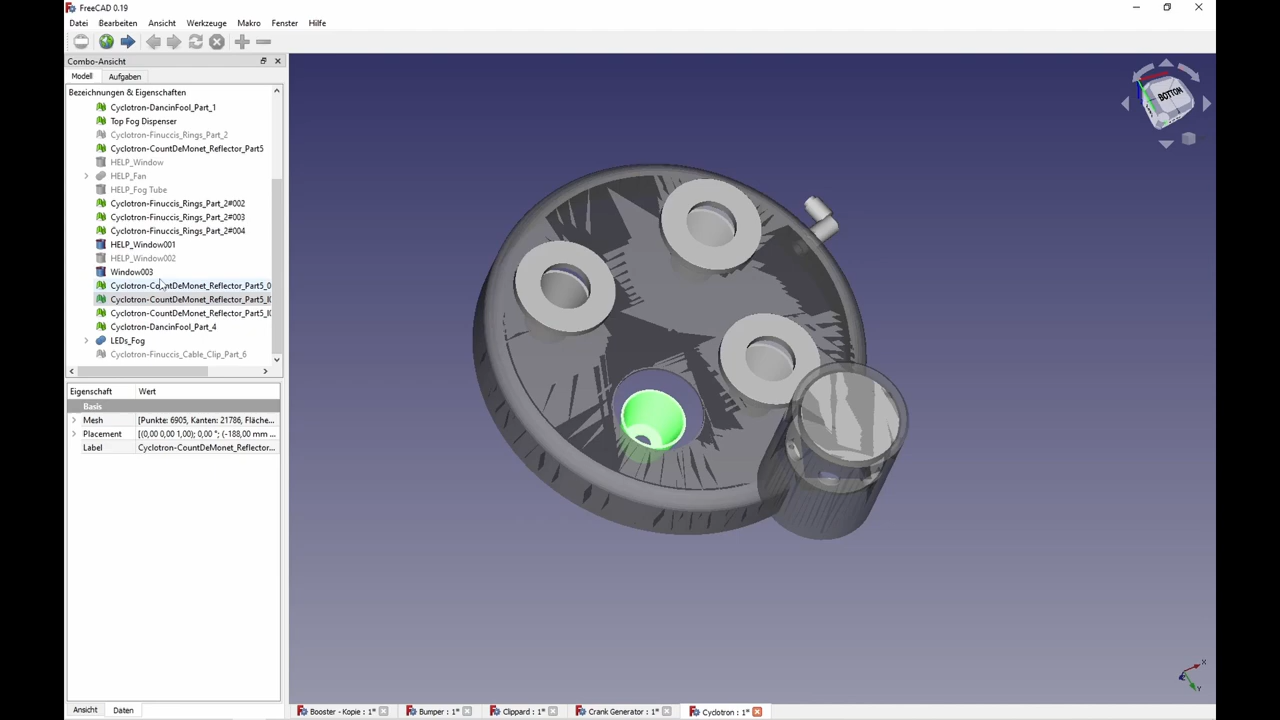 FreeCAD 0.19
Datei Bearbeiten Ansicht Werkzeuge Makro Fenster Hilfe
Combo-Ansicht
Modell Aufgaben
Bezeichnungen & Eigenschaften
Cyclotron-DancinFool_Part_1
Top Fog Dispenser
Cyclotron-Finuccis_Rings_Part_2
Cyclotron-CountDeMonet_Reflector_Part5
HELP_Window
HELP_Fan
HELP_Fog Tube
Cyclotron-Finuccis_Rings_Part_2#002
Cyclotron-Finuccis_Rings_Part_2#003
Cyclotron-Finuccis_Rings_Part_2#004
HELP_Window001
HELP_Window002
Window003
Cyclotron-CountDeMonet_Reflector_Part5_0
Cyclotron-CountDeMonet_Reflector_Part5_l
Cyclotron-CountDeMonet_Reflector_Part5_l
Cyclotron-DancinFool_Part_4
LEDs_Fog
Cyclotron-Finuccis_Cable_Clip_Part_6
Eigenschaft Wert
Basis
Mesh [Punkte: 6905, Kanten: 21786, Fläche...
Placement [(0,00 0,00 1,00); 0,00 °; (-188,00 mm ...
Label Cyclotron-CountDeMonet_Reflector...
Ansicht Daten
BOTTON
X
Y
Booster - Kopie : 1* Bumper : 1* Clippard : 1* Crank Generator : 1* Cyclotron : 1*